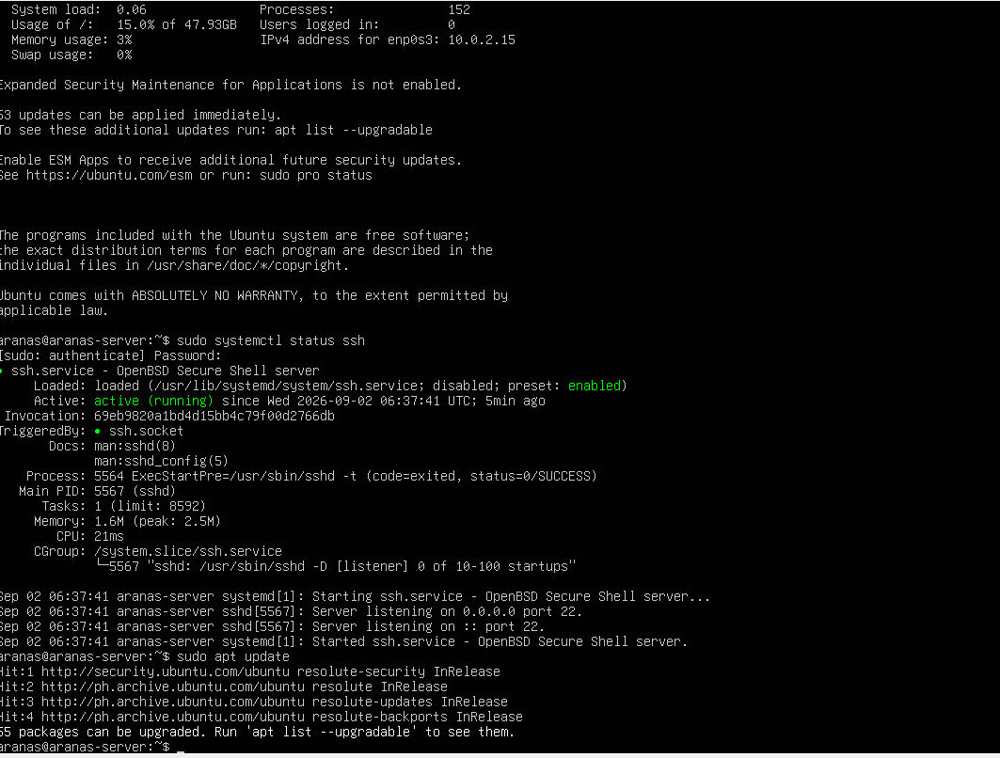 System load:  0.06               Processes:               152
Usage of /:   15.0% of 47.93GB   Users logged in:         0
Memory usage: 3%                 IPv4 address for enp0s3: 10.0.2.15
Swap usage:   0%
Expanded Security Maintenance for Applications is not enabled.
53 updates can be applied immediately.
To see these additional updates run: apt list --upgradable
Enable ESM Apps to receive additional future security updates.
See https://ubuntu.com/esm or run: sudo pro status
The programs included with the Ubuntu system are free software;
the exact distribution terms for each program are described in the
individual files in /usr/share/doc/*/copyright.
Ubuntu comes with ABSOLUTELY NO WARRANTY, to the extent permitted by
applicable law.
aranas@aranas-server:~$ sudo systemctl status ssh
[sudo: authenticate] Password:
● ssh.service - OpenBSD Secure Shell server
Loaded: loaded (/usr/lib/systemd/system/ssh.service; disabled; preset: enabled)
Active: active (running) since Wed 2026-09-02 06:37:41 UTC; 5min ago
Invocation: 69eb9820a1bd4d15bb4c79f00d2766db
TriggeredBy: ● ssh.socket
Docs: man:sshd(8)
man:sshd_config(5)
Process: 5564 ExecStartPre=/usr/sbin/sshd -t (code=exited, status=0/SUCCESS)
Main PID: 5567 (sshd)
Tasks: 1 (limit: 8592)
Memory: 1.6M (peak: 2.5M)
CPU: 21ms
CGroup: /system.slice/ssh.service
└─5567 "sshd: /usr/sbin/sshd -D [listener] 0 of 10-100 startups"
Sep 02 06:37:41 aranas-server systemd[1]: Starting ssh.service - OpenBSD Secure Shell server...
Sep 02 06:37:41 aranas-server sshd[5567]: Server listening on 0.0.0.0 port 22.
Sep 02 06:37:41 aranas-server sshd[5567]: Server listening on :: port 22.
Sep 02 06:37:41 aranas-server systemd[1]: Started ssh.service - OpenBSD Secure Shell server.
aranas@aranas-server:~$ sudo apt update
Hit:1 http://security.ubuntu.com/ubuntu resolute-security InRelease
Hit:2 http://ph.archive.ubuntu.com/ubuntu resolute InRelease
Hit:3 http://ph.archive.ubuntu.com/ubuntu resolute-updates InRelease
Hit:4 http://ph.archive.ubuntu.com/ubuntu resolute-backports InRelease
55 packages can be upgraded. Run 'apt list --upgradable' to see them.
aranas@aranas-server:~$ _